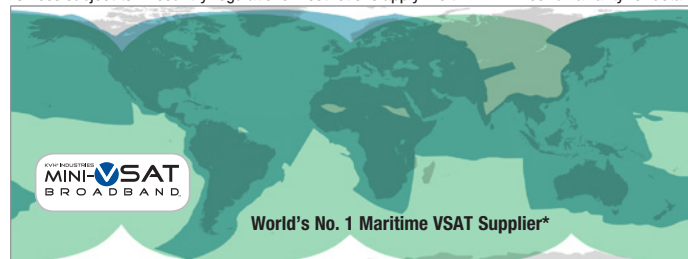 KVH INDUSTRIES
MINI-VSAT
BROADBAND
World's No. 1 Maritime VSAT Supplier*